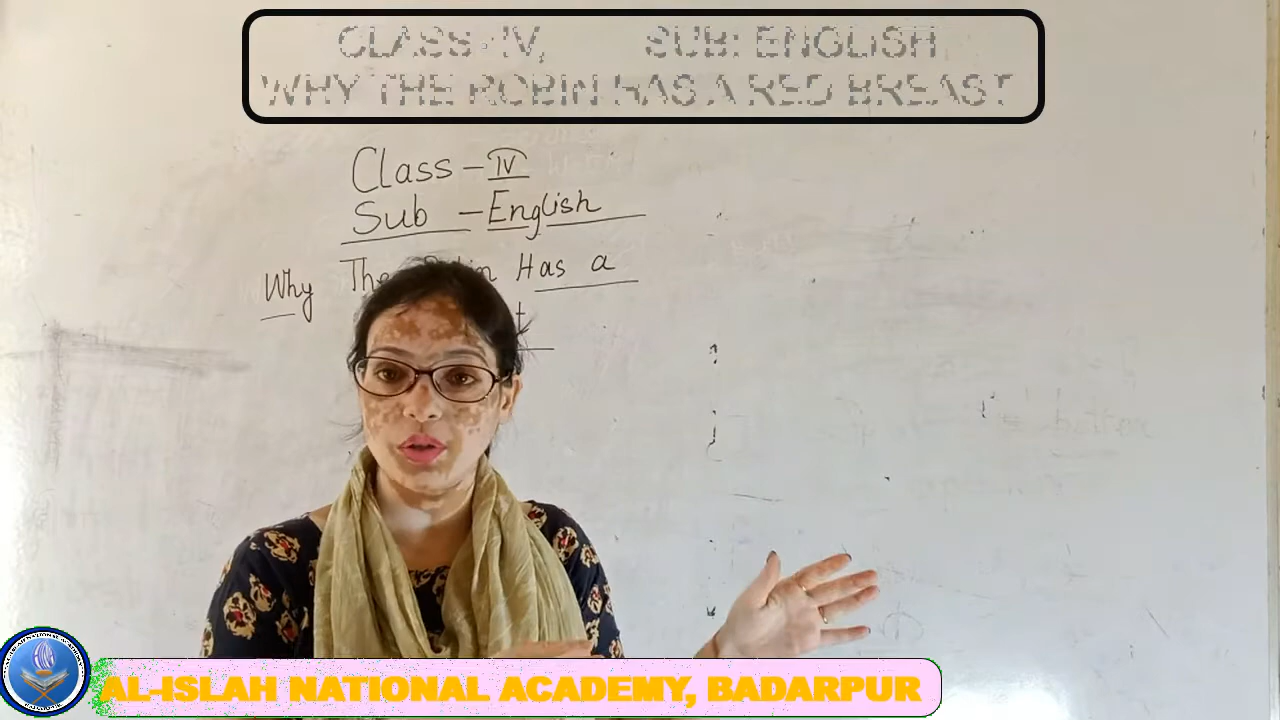 CLASS-IV, SUB: ENGLISH
WHY THE ROBIN HAS A RED BREAST
Class - IV
Sub - English
Why The Robin Has a
t
AL-ISLAH NATIONAL ACADEMY, BADARPUR